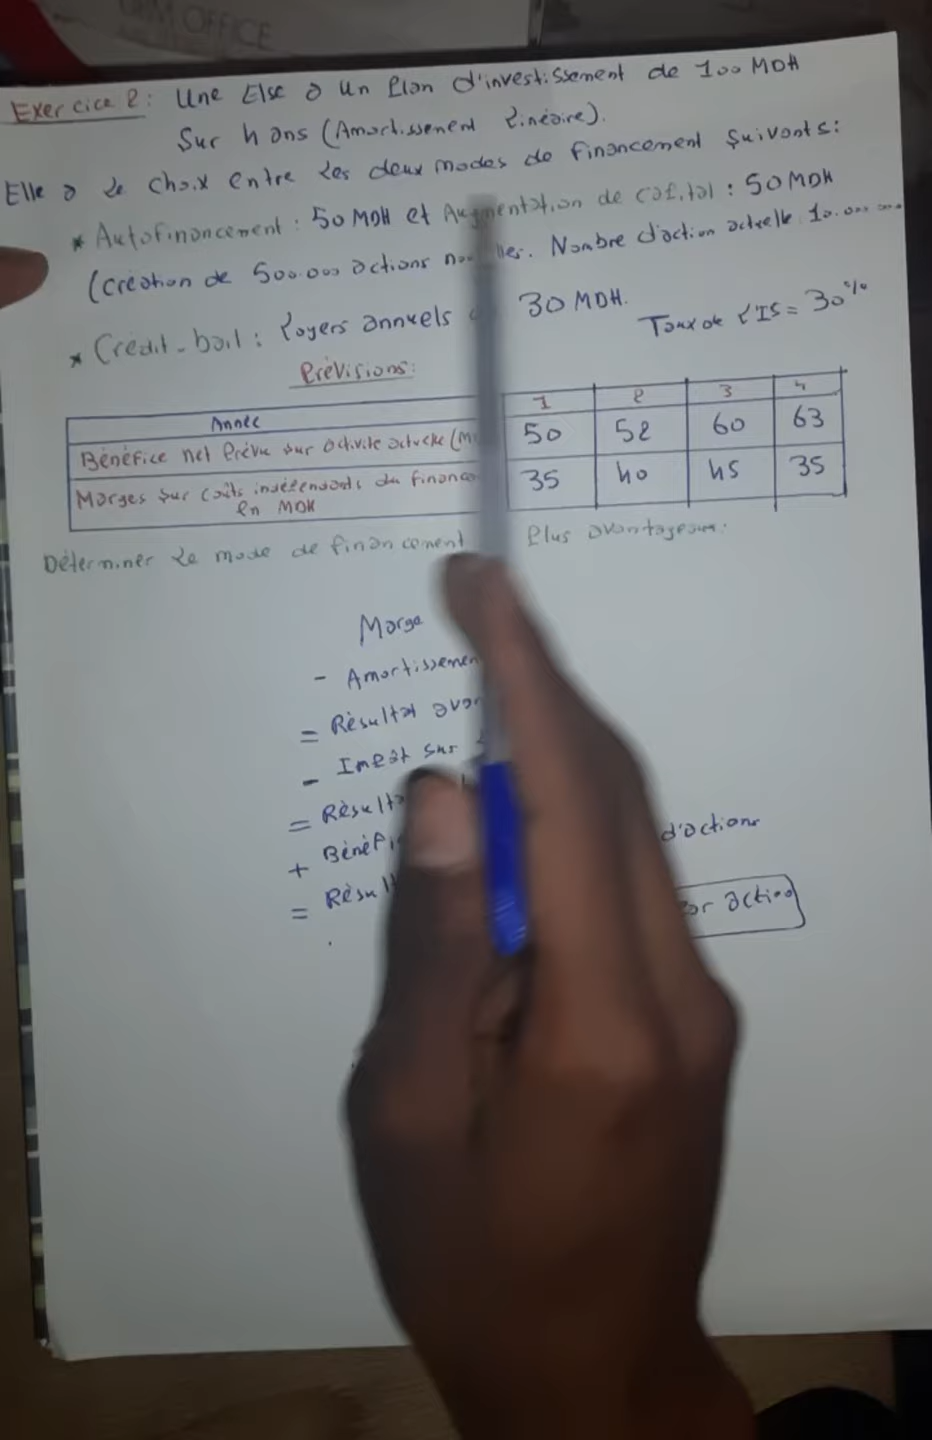 OFFICE
Exercice 2: Une Else a un Plan d'investissement de 100 MDH
Sur 4 ans (Amortissement linéaire).
Elle a le choix entre les deux modes de financement suivants:
* Autofinancement : 50 MDH et Augmentation de capital : 50 MDH
(création de 500.000 actions nouvelles. Nombre d'action actuelle 10.000.000
* Crédit-bail : loyers annuels 30 MDH. Taux de l'IS = 30%
Prévisions:
Année 1 2 3 4
Bénéfice net Prévu sur activité actuelle (M 50 52 60 63
Marges sur coûts indépendants du finance 35 40 45 35
en MDH
Déterminer le mode de financement Plus avantageux:
Marge
- Amortissemen
= Résultat avan
- Impôt sur
= Résulta
+ Bénéfi d'actions
= Résul par action